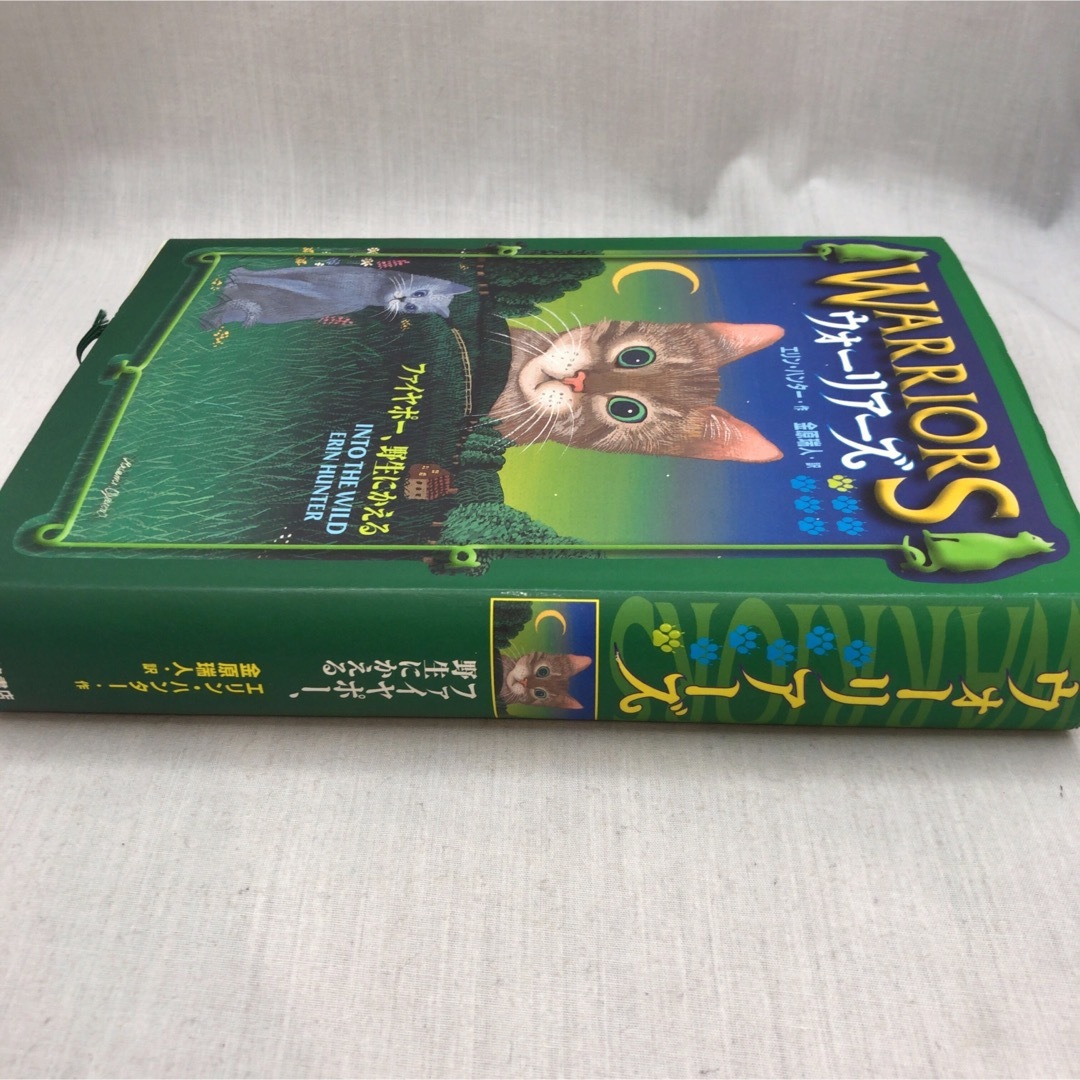 WARRIORS
ウォーリアーズ
エリン・ハンター・作 金原瑞人 訳
ファイヤポー、野生にかえる
INTO THE WILD
ERIN HUNTER
ウォーリアーズ
ファイヤポー、
野生にかえる
エリン・ハンター・作
金原瑞人・訳